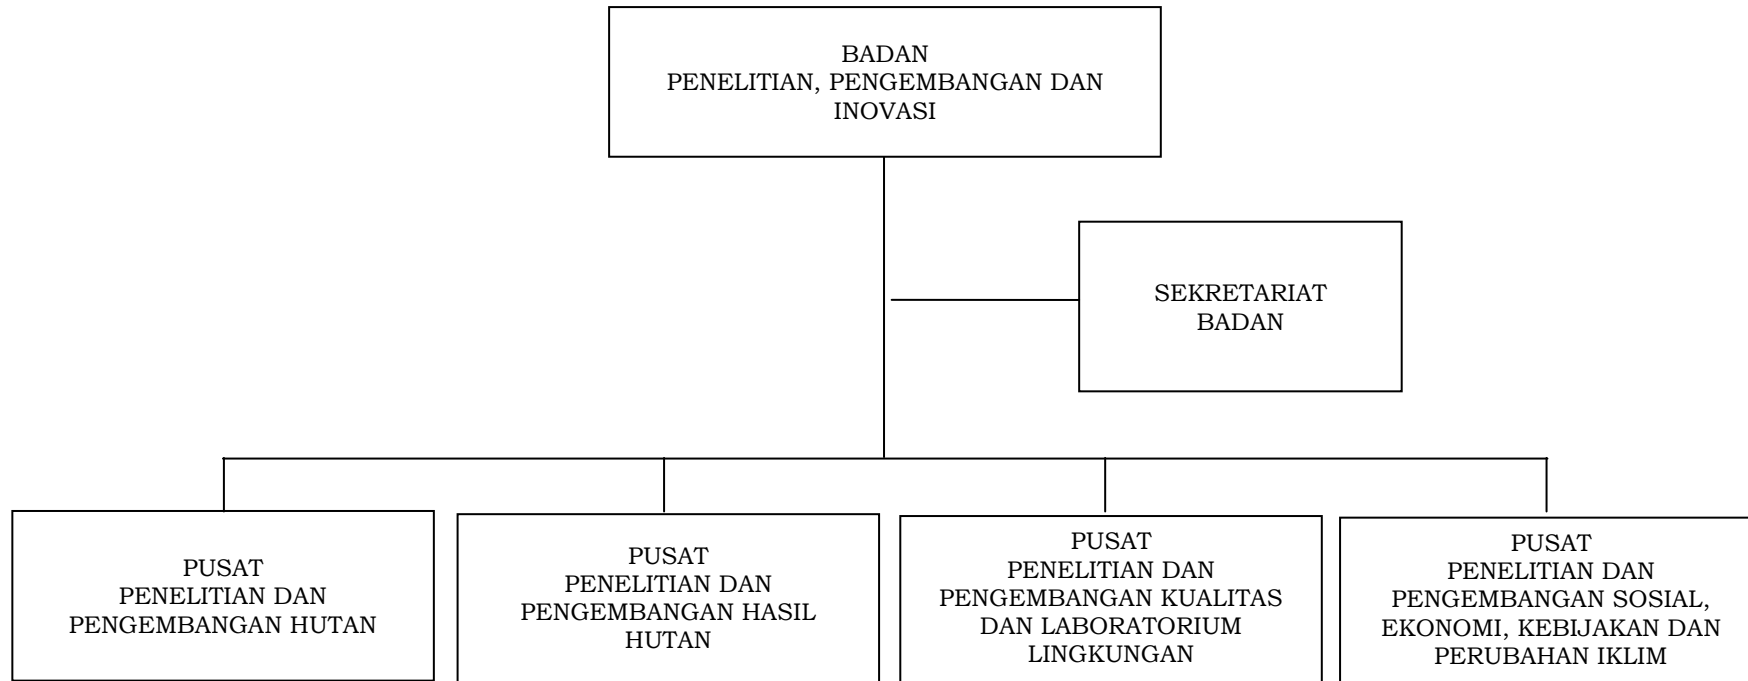 BADAN
PENELITIAN, PENGEMBANGAN DAN
INOVASI
SEKRETARIAT
BADAN
PUSAT
PENELITIAN DAN
PENGEMBANGAN HUTAN
PUSAT
PENELITIAN DAN
PENGEMBANGAN HASIL
HUTAN
PUSAT
PENELITIAN DAN
PENGEMBANGAN KUALITAS
DAN LABORATORIUM
LINGKUNGAN
PUSAT
PENELITIAN DAN
PENGEMBANGAN SOSIAL,
EKONOMI, KEBIJAKAN DAN
PERUBAHAN IKLIM